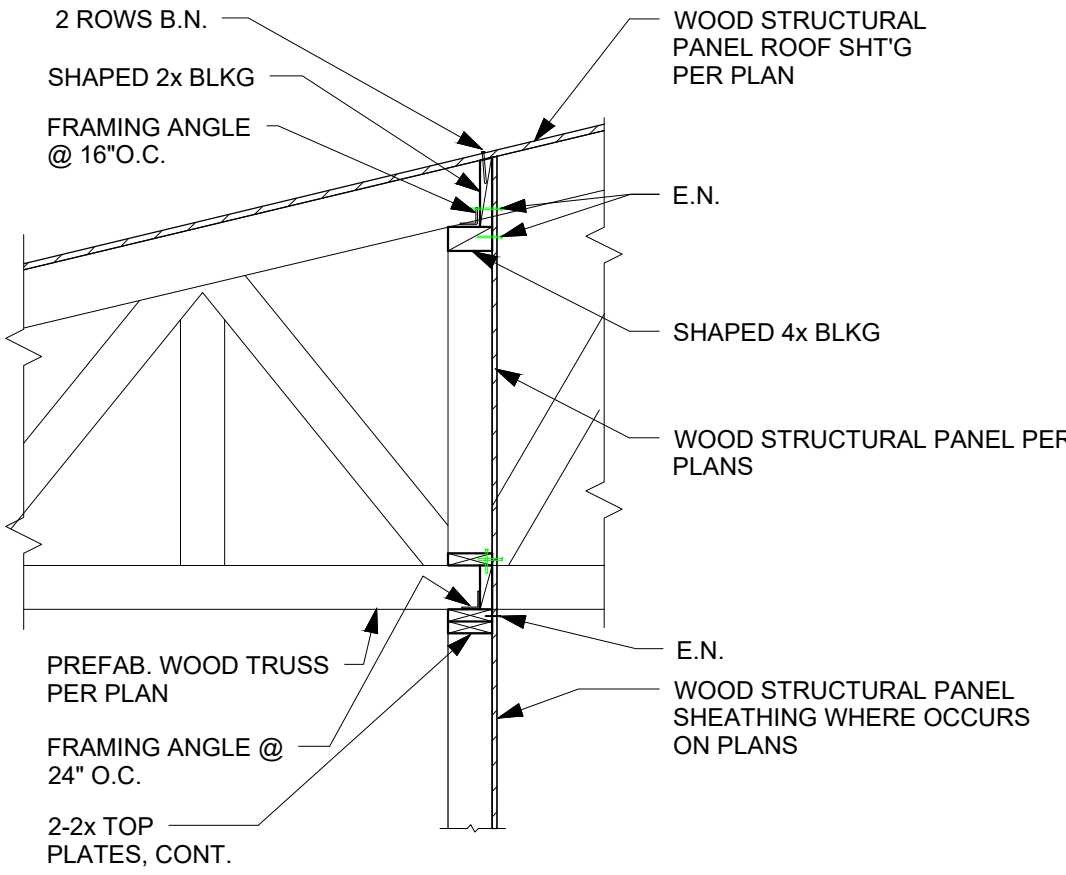 2 ROWS B.N.
SHAPED 2x BLKG
FRAMING ANGLE
@ 16"O.C.
WOOD STRUCTURAL
PANEL ROOF SHT'G
PER PLAN
E.N.
SHAPED 4x BLKG
WOOD STRUCTURAL PANEL PER
PLANS
PREFAB. WOOD TRUSS
PER PLAN
FRAMING ANGLE @
24" O.C.
2-2x TOP
PLATES, CONT.
E.N.
WOOD STRUCTURAL PANEL
SHEATHING WHERE OCCURS
ON PLANS